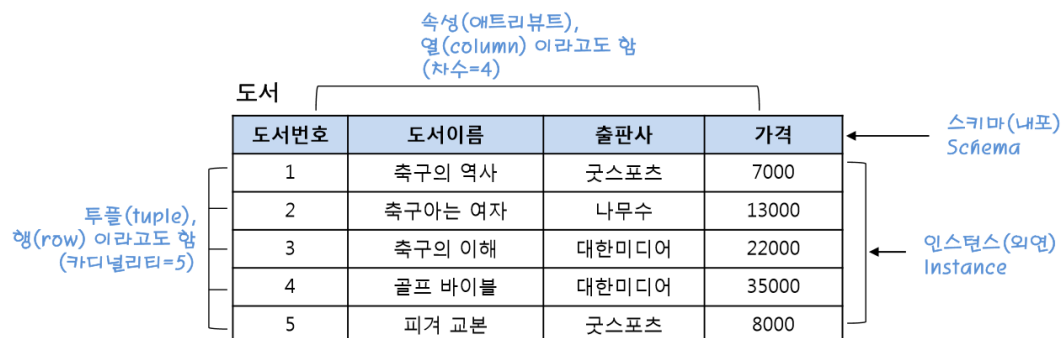 속성(애트리뷰트),
열(column) 이라고도 함
(차수=4)
도서
도서번호 도서이름 출판사 가격
스키마(내포)
Schema
1 축구의 역사 굿스포츠 7000
2 축구아는 여자 나무수 13000
3 축구의 이해 대한미디어 22000
4 골프 바이블 대한미디어 35000
5 피겨 교본 굿스포츠 8000
투플(tuple),
행(row) 이라고도 함
(카디널리티=5)
인스턴스(외연)
Instance